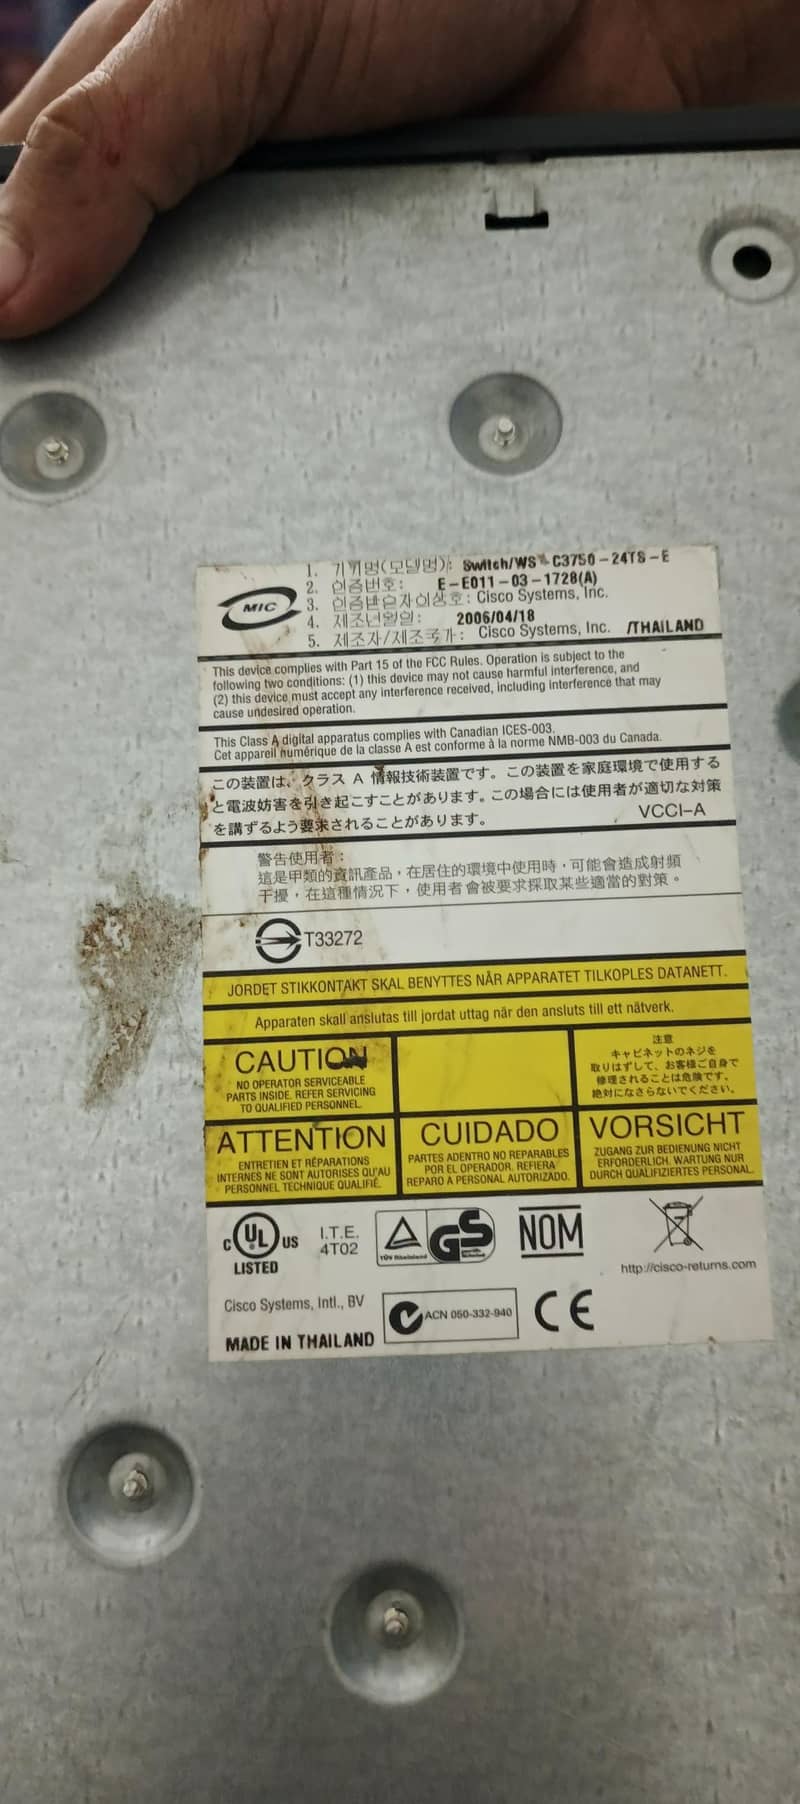 MIC
1. 기기명(모델명): Switch/WS-C3750-24TS-E
2. 인증번호: E-E011-03-1728(A)
3. 인증받은자의상호: Cisco Systems, Inc.
4. 제조년월일: 2006/04/18
5. 제조자/제조국가: Cisco Systems, Inc. /THAILAND
This device complies with Part 15 of the FCC Rules. Operation is subject to the
following two conditions: (1) this device may not cause harmful interference, and
(2) this device must accept any interference received, including interference that may
cause undesired operation.
This Class A digital apparatus complies with Canadian ICES-003.
Cet appareil numérique de la classe A est conforme à la norme NMB-003 du Canada.
この装置は、クラス A 情報技術装置です。この装置を家庭環境で使用する
と電波妨害を引き起こすことがあります。この場合には使用者が適切な対策
を講ずるよう要求されることがあります。 VCCI-A
警告使用者：
這是甲類的資訊產品，在居住的環境中使用時，可能會造成射頻
干擾，在這種情況下，使用者會被要求採取某些適當的對策。
T33272
JORDET STIKKONTAKT SKAL BENYTTES NÅR APPARATET TILKOPLES DATANETT.
Apparaten skall anslutas till jordat uttag när den ansluts till ett nätverk.
CAUTION
NO OPERATOR SERVICEABLE
PARTS INSIDE. REFER SERVICING
TO QUALIFIED PERSONNEL.
注意
キャビネットのネジを
取りはずして、お客様ご自身で
修理されることは危険です。
絶対になさらないでください。
ATTENTION
ENTRETIEN ET RÉPARATIONS
INTERNES NE SONT AUTORISES QU'AU
PERSONNEL TECHNIQUE QUALIFIÉ.
CUIDADO
PARTES ADENTRO NO REPARABLES
POR EL OPERADOR. REFIERA
REPARO A PERSONAL AUTORIZADO.
VORSICHT
ZUGANG ZUR BEDIENUNG NICHT
ERFORDERLICH. WARTUNG NUR
DURCH QUALIFIZIERTES PERSONAL.
C UL US
LISTED
I.T.E.
4T02
TÜV Rheinland
GS
geprüfte Sicherheit
NOM
http://cisco-returns.com
Cisco Systems, Intl., BV
MADE IN THAILAND
ACN 050-332-940
CE